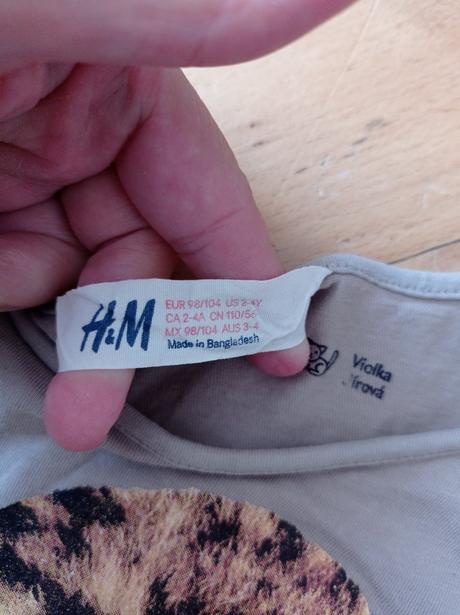 H&M
EUR 98/104 US 2-4Y
CA 2-4A CN 110/56
MX 98/104 AUS 3-4
Made in Bangladesh
Violka
Jírová